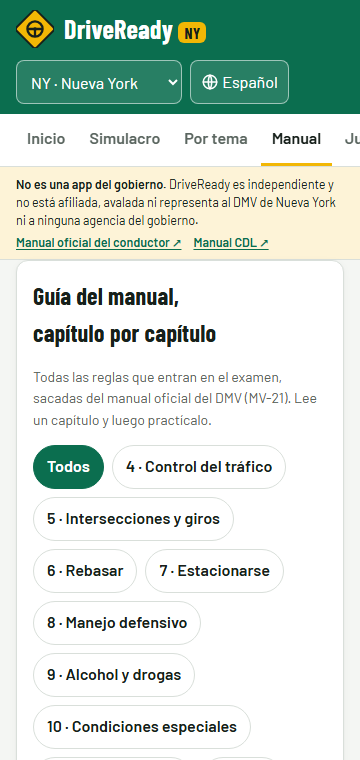 DriveReady NY
NY · Nueva York
Español
Inicio Simulacro Por tema Manual
No es una app del gobierno. DriveReady es independiente y
no está afiliada, avalada ni representa al DMV de Nueva York
ni a ninguna agencia del gobierno.
Manual oficial del conductor ↗ Manual CDL ↗
Guía del manual,
capítulo por capítulo
Todas las reglas que entran en el examen,
sacadas del manual oficial del DMV (MV-21). Lee
un capítulo y luego practícalo.
Todos
4 · Control del tráfico
5 · Intersecciones y giros
6 · Rebasar
7 · Estacionarse
8 · Manejo defensivo
9 · Alcohol y drogas
10 · Condiciones especiales